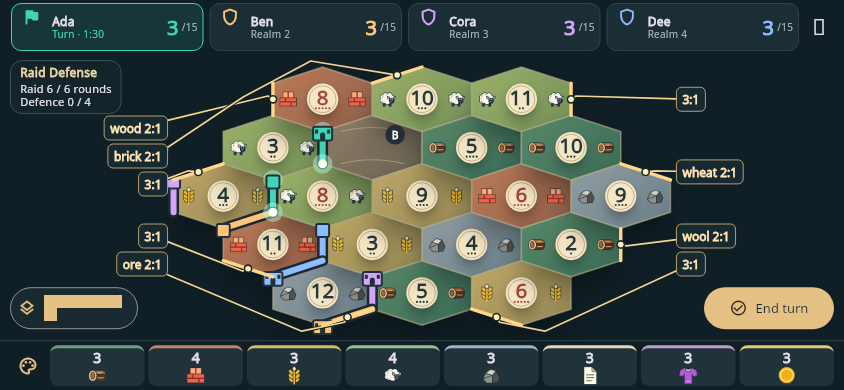 Ada
Turn · 1:30
3 /15
Ben
Realm 2
3 /15
Cora
Realm 3
3 /15
Dee
Realm 4
3 /15
Raid Defense
Raid 6 / 6 rounds
Defence 0 / 4
8
10
11
3:1
wood 2:1
brick 2:1
3
B
5
10
3:1
wheat 2:1
4
8
9
6
9
3:1
ore 2:1
11
3
4
2
wool 2:1
3:1
12
5
6
End turn
3
4
3
4
3
3
3
3